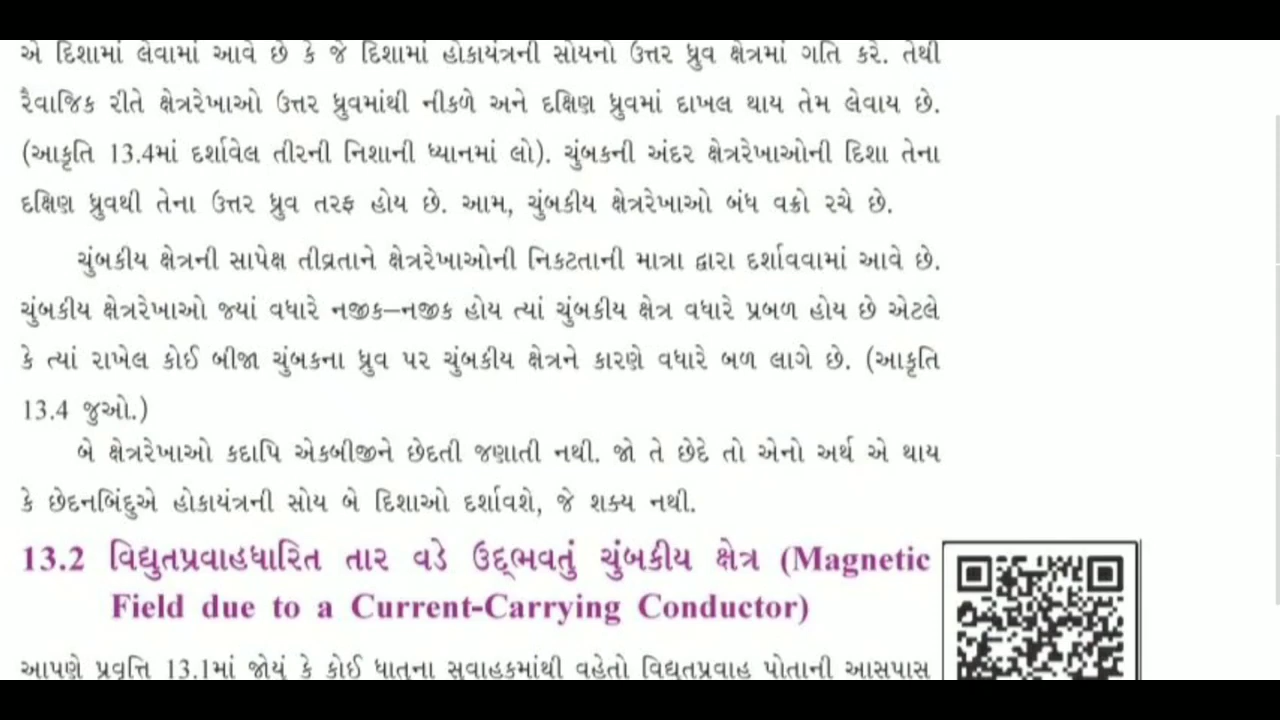 એ દિશામાં લેવામાં આવે છે કે જે દિશામાં હોકાયંત્રની સોયનો ઉત્તર ધ્રુવ ક્ષેત્રમાં ગતિ કરે. તેથી
રૈવાજિક રીતે ક્ષેત્રરેખાઓ ઉત્તર ધ્રુવમાંથી નીકળે અને દક્ષિણ ધ્રુવમાં દાખલ થાય તેમ લેવાય છે.
(આકૃતિ 13.4માં દર્શાવેલ તીરની નિશાની ધ્યાનમાં લો). ચુંબકની અંદર ક્ષેત્રરેખાઓની દિશા તેના
દક્ષિણ ધ્રુવથી તેના ઉત્તર ધ્રુવ તરફ હોય છે. આમ, ચુંબકીય ક્ષેત્રરેખાઓ બંધ વક્રો રચે છે.
ચુંબકીય ક્ષેત્રની સાપેક્ષ તીવ્રતાને ક્ષેત્રરેખાઓની નિકટતાની માત્રા દ્વારા દર્શાવવામાં આવે છે.
ચુંબકીય ક્ષેત્રરેખાઓ જ્યાં વધારે નજીક–નજીક હોય ત્યાં ચુંબકીય ક્ષેત્ર વધારે પ્રબળ હોય છે એટલે
કે ત્યાં રાખેલ કોઈ બીજા ચુંબકના ધ્રુવ પર ચુંબકીય ક્ષેત્રને કારણે વધારે બળ લાગે છે. (આકૃતિ
13.4 જુઓ.)
બે ક્ષેત્રરેખાઓ કદાપિ એકબીજીને છેદતી જણાતી નથી. જો તે છેદે તો એનો અર્થ એ થાય
કે છેદનબિંદુએ હોકાયંત્રની સોય બે દિશાઓ દર્શાવશે, જે શક્ય નથી.
13.2 વિદ્યુતપ્રવાહધારિત તાર વડે ઉદ્ભવતું ચુંબકીય ક્ષેત્ર (Magnetic
Field due to a Current-Carrying Conductor)
આપણે પ્રવૃત્તિ 13.1માં જોયું કે કોઈ ધાતુના સુવાહકમાંથી વહેતો વિદ્યુતપ્રવાહ પોતાની આસપાસ